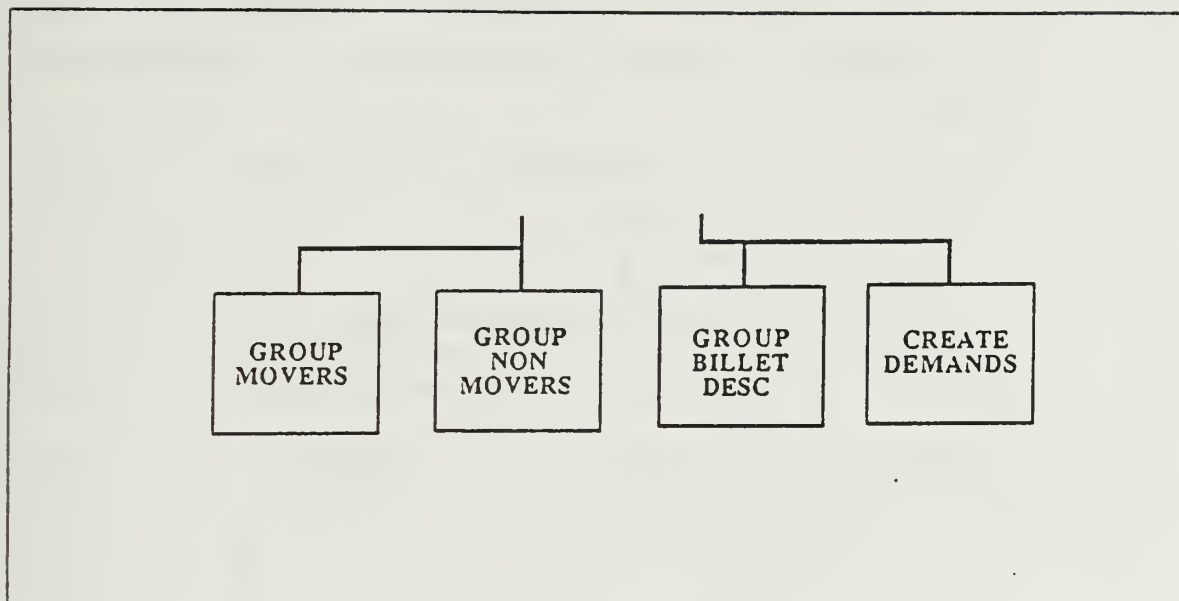 GROUP
MOVERS
GROUP
NON
MOVERS
GROUP
BILLET
DESC
CREATE
DEMANDS